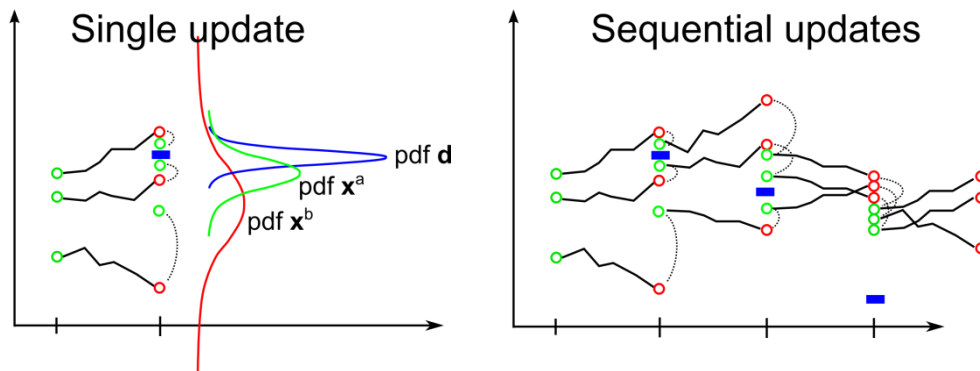 Single update
pdf d
pdf xᵃ
pdf xᵇ
Sequential updates